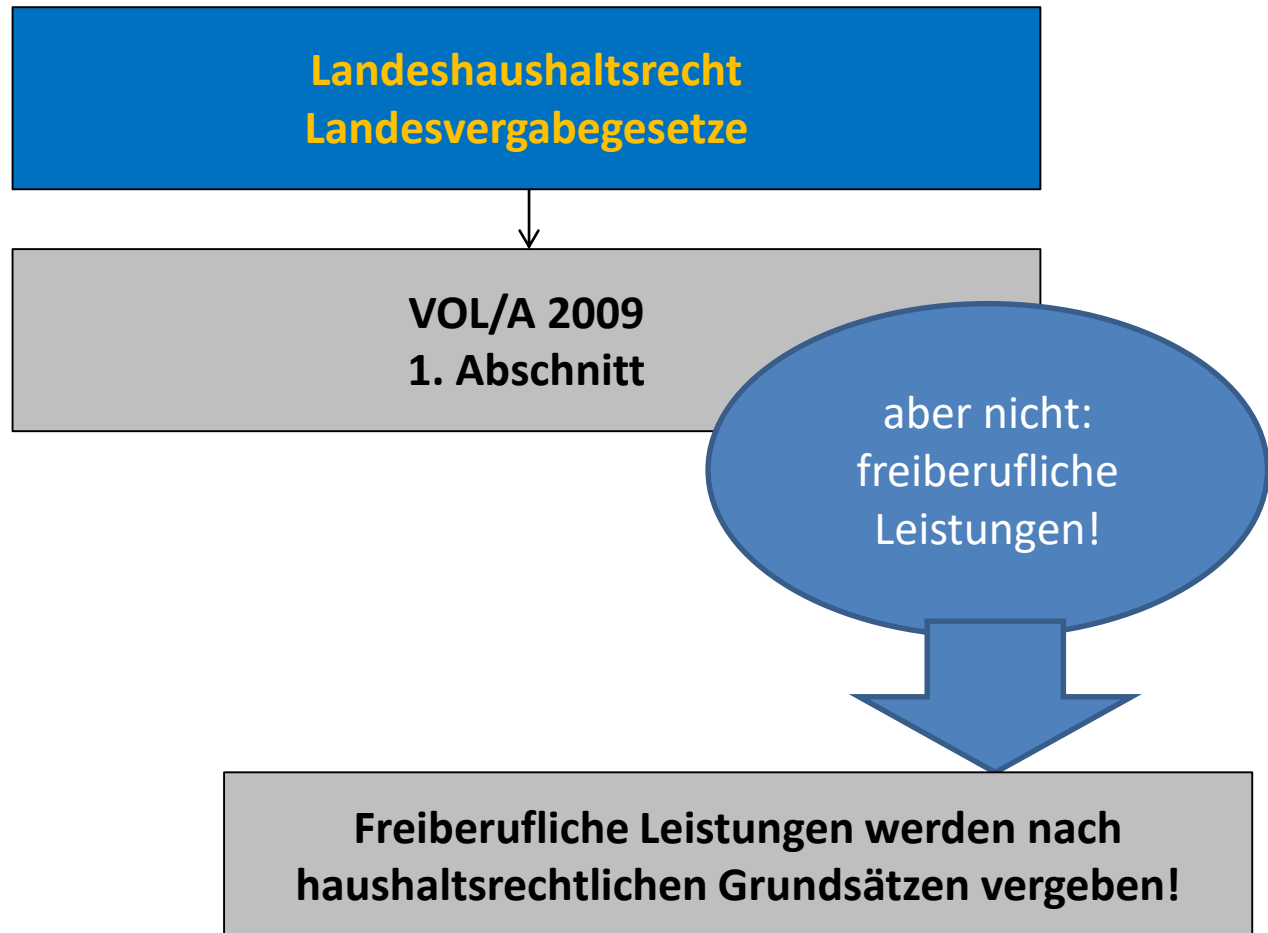 Landeshaushaltsrecht
Landesvergabegesetze
VOL/A 2009
1. Abschnitt
aber nicht:
freiberufliche
Leistungen!
Freiberufliche Leistungen werden nach
haushaltsrechtlichen Grundsätzen vergeben!